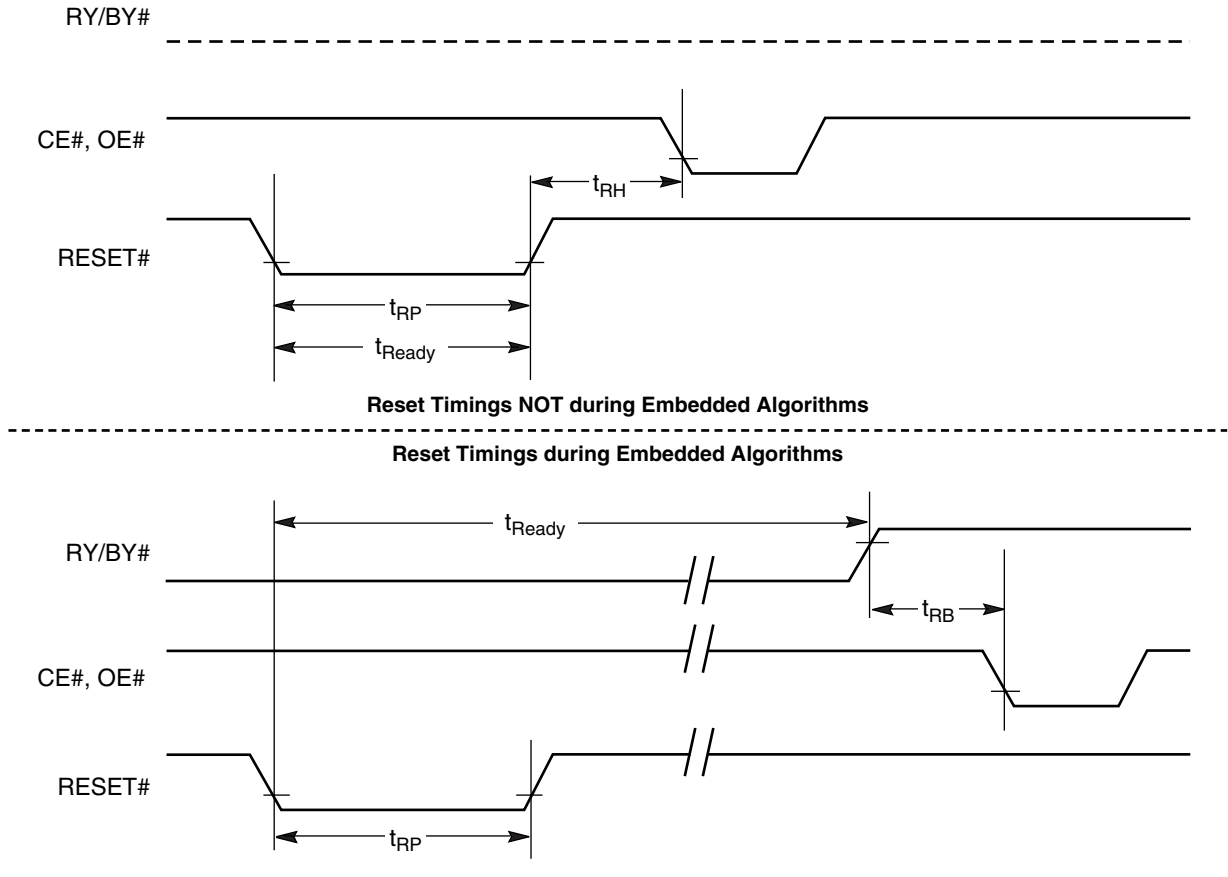 RY/BY#
CE#, OE#
tRH
RESET#
tRP
tReady
Reset Timings NOT during Embedded Algorithms
Reset Timings during Embedded Algorithms
tReady
RY/BY#
tRB
CE#, OE#
RESET#
tRP